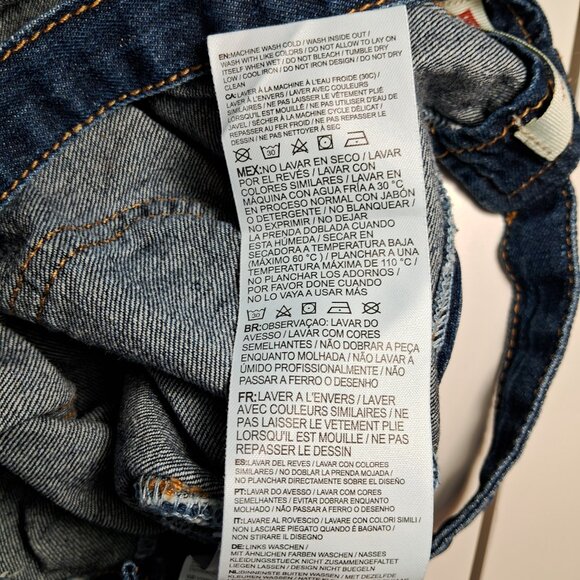 EN:MACHINE WASH COLD / WASH INSIDE OUT /
WASH WITH LIKE COLORS / DO NOT ALLOW TO LAY ON
ITSELF WHEN WET / DO NOT BLEACH / TUMBLE DRY
LOW / COOL IRON / DO NOT IRON DESIGN / DO NOT DRY
CLEAN
CA:LAVER À LA MACHINE À L'EAU FROIDE (30C) /
LAVER À L'ENVERS / LAVER AVEC COULEURS
SIMILAIRES / NE PAS LAISSER LE VÊTEMENT PLIÉ
LORSQU'IL EST MOUILLÉ / NE PAS UTILISER D'EAU DE
JAVEL / SÉCHER À LA MACHINE CYCLE DÉLICAT /
REPASSER AU FER FROID / NE PAS REPASSER LE
DESSIN / NE PAS NETTOYER À SEC
30
MEX:NO LAVAR EN SECO / LAVAR
POR EL REVÉS / LAVAR EN
COLORES SIMILARES / LAVAR EN
MÁQUINA CON AGUA FRÍA A 30 °C
EN PROCESO NORMAL CON JABÓN
O DETERGENTE / NO BLANQUEAR /
NO EXPRIMIR / NO DEJAR
LA PRENDA DOBLADA CUANDO
ESTA HÚMEDA / SECAR EN
SECADORA A TEMPERATURA BAJA
(MÁXIMO 60 °C) / PLANCHAR A UNA
TEMPERATURA MÁXIMA DE 110 °C /
NO PLANCHAR LOS ADORNOS /
CUANDO ESTE PRODUCTO
NO LO VAYA A USAR MÁS
30
BR:OBSERVAÇAO: LAVAR DO
AVESSO / LAVAR COM CORES
SEMELHANTES / NÃO DOBRAR A PEÇA
ENQUANTO MOLHADO / NÃO LAVAR À
ÚMIDO PROFISSIONALMENTE/ NÃO
PASSAR A FERRO O DESENHO
FR: LAVER A L'ENVERS / LAVER
AVEC COULEURS SIMILAIRES / NE
PAS LAISSER LE VETEMENT PLIE
LORSQU'IL EST MOUILLE / NE PAS
REPASSER LE DESSIN
ES:LAVAR DEL REVES / LAVAR CON COLORES
SIMILARES / NO DOBLAR LA PRENDA MOJADA /
NO PLANCHAR DIRECTAMENTE SOBRE EL DISEÑO
PT:LAVAR DO AVESSO / LAVAR COM CORES
SEMELHANTES / EVITAR DOBRAR ENQUANTO
MOLHADO / NAO PASSAR A FERRO O DESENHO
IT:LAVARE AL ROVESCIO / LAVARE CON COLORI SIMILI /
NON LASCIARE PIEGATO QUANDO È BAGNATO /
NON STIRARE IL DISEGNO
DE:LINKS WASCHEN /
MIT ÄHNLICHEN FARBEN WASCHEN / NASSES
KLEIDUNGSSTÜCK NICHT ZUSAMMENGEFALTET
LIEGEN LASSEN / DESIGN NICHT BÜGELN